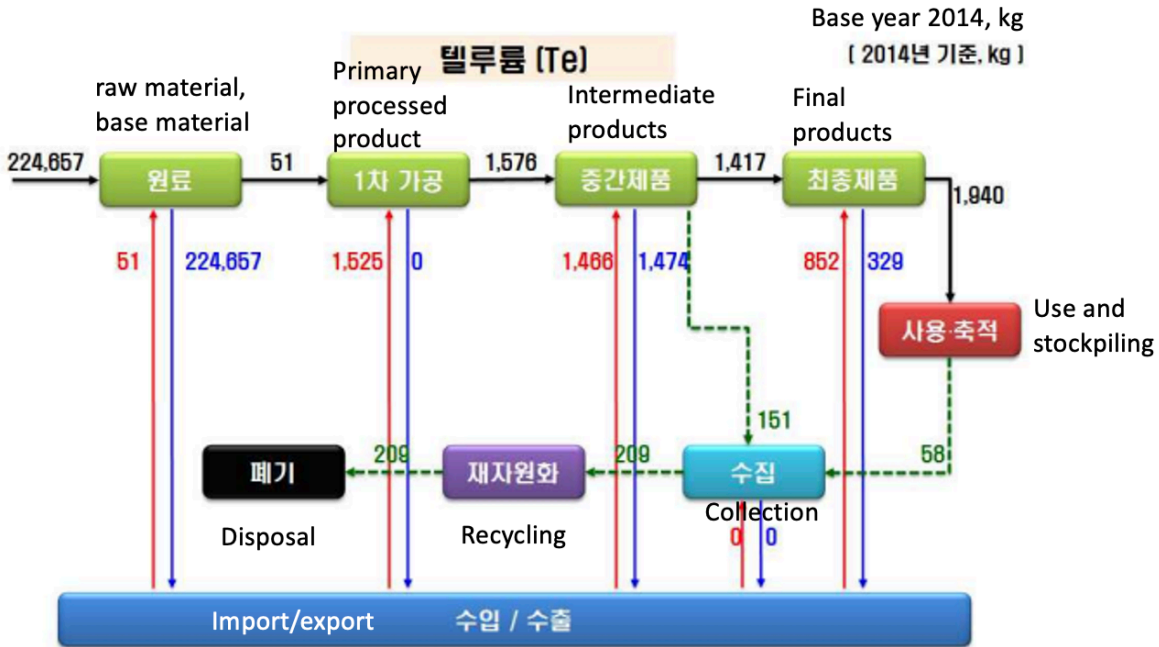 Base year 2014, kg
텔루륨 (Te)
( 2014년 기준, kg )
raw material,
base material
Primary
processed
product
Intermediate
products
Final
products
224,657
원료
51
1차 가공
1,576
중간제품
1,417
최종제품
1,940
51
224,657
1,525
0
1,466
1,474
852
329
사용·축적
Use and
stockpiling
151
폐기
209
재자원화
209
수집
58
Disposal
Recycling
Collection
0
0
Import/export
수입 / 수출